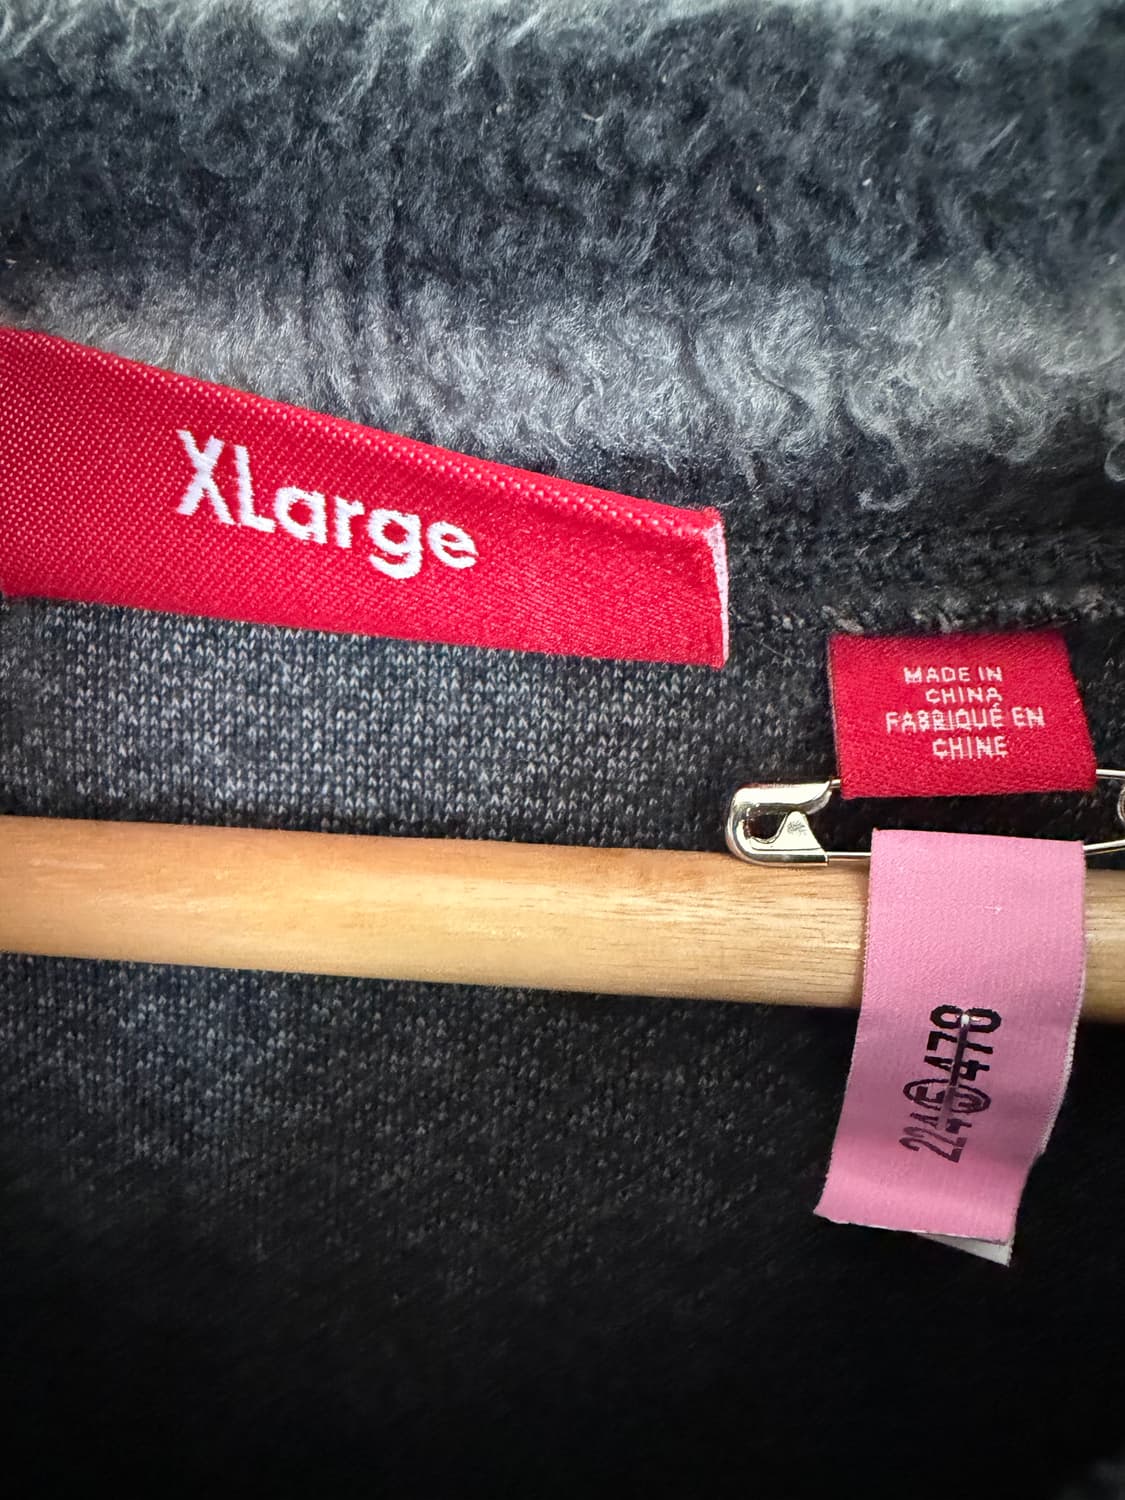 XLarge
MADE IN
CHINA
FABRIQUÉ EN
CHINE